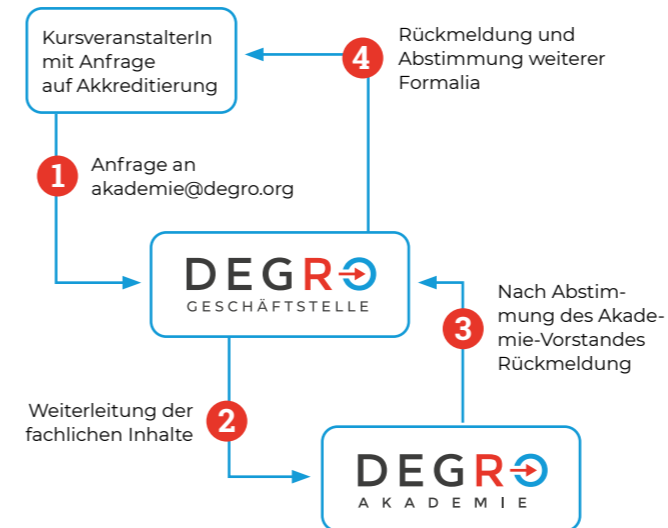 KursveranstalterIn
mit Anfrage
auf Akkreditierung
4
Rückmeldung und
Abstimmung weiterer
Formalia
1
Anfrage an
akademie@degro.org
DEGRO
GESCHÄFTSTELLE
3
Nach Abstim-
mung des Akade-
mie-Vorstandes
Rückmeldung
2
Weiterleitung der
fachlichen Inhalte
DEGRO
AKADEMIE